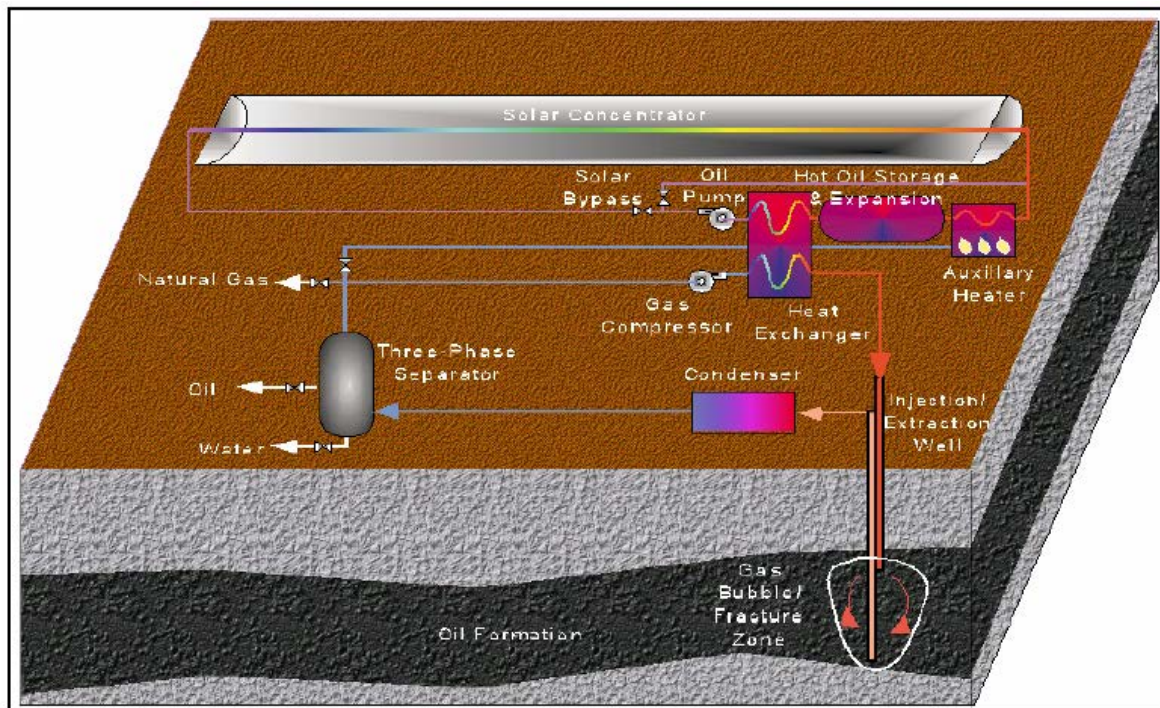 Solar Concentrator
Solar
Bypass
Oil
Pump
Hot Oil Storage
& Expansion
Auxillary
Heater
Natural Gas
Gas
Compressor
Heat
Exchanger
Three-Phase
Separator
Condenser
Oil
Injection/
Extraction
Well
Water
Gas
Bubble/
Fracture
Zone
Oil Formation